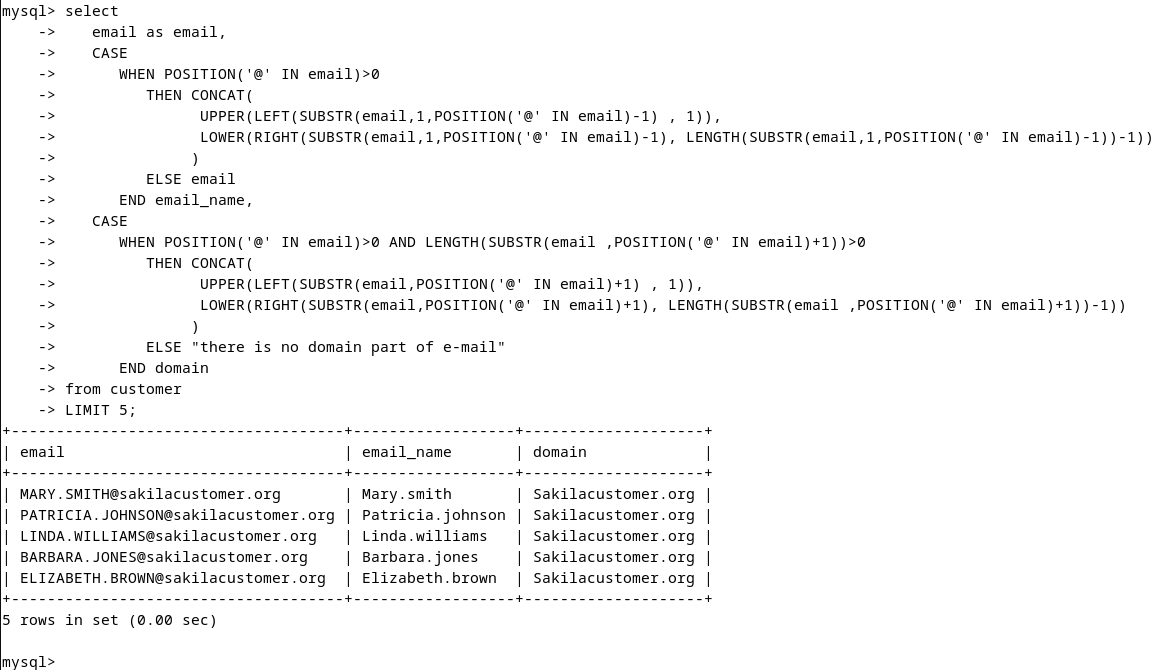 mysql> select
    ->    email as email,
    ->    CASE
    ->       WHEN POSITION('@' IN email)>0
    ->          THEN CONCAT(
    ->                UPPER(LEFT(SUBSTR(email,1,POSITION('@' IN email)-1) , 1)),
    ->                LOWER(RIGHT(SUBSTR(email,1,POSITION('@' IN email)-1), LENGTH(SUBSTR(email,1,POSITION('@' IN email)-1))-1))
    ->               )
    ->          ELSE email
    ->       END email_name,
    ->    CASE
    ->       WHEN POSITION('@' IN email)>0 AND LENGTH(SUBSTR(email ,POSITION('@' IN email)+1))>0
    ->          THEN CONCAT(
    ->                UPPER(LEFT(SUBSTR(email,POSITION('@' IN email)+1) , 1)),
    ->                LOWER(RIGHT(SUBSTR(email,POSITION('@' IN email)+1), LENGTH(SUBSTR(email ,POSITION('@' IN email)+1))-1))
    ->               )
    ->          ELSE "there is no domain part of e-mail"
    ->       END domain
    -> from customer
    -> LIMIT 5;
+-------------------------------------+------------------+--------------------+
| email                               | email_name       | domain             |
+-------------------------------------+------------------+--------------------+
| MARY.SMITH@sakilacustomer.org       | Mary.smith       | Sakilacustomer.org |
| PATRICIA.JOHNSON@sakilacustomer.org | Patricia.johnson | Sakilacustomer.org |
| LINDA.WILLIAMS@sakilacustomer.org   | Linda.williams   | Sakilacustomer.org |
| BARBARA.JONES@sakilacustomer.org    | Barbara.jones    | Sakilacustomer.org |
| ELIZABETH.BROWN@sakilacustomer.org  | Elizabeth.brown  | Sakilacustomer.org |
+-------------------------------------+------------------+--------------------+
5 rows in set (0.00 sec)
mysql>